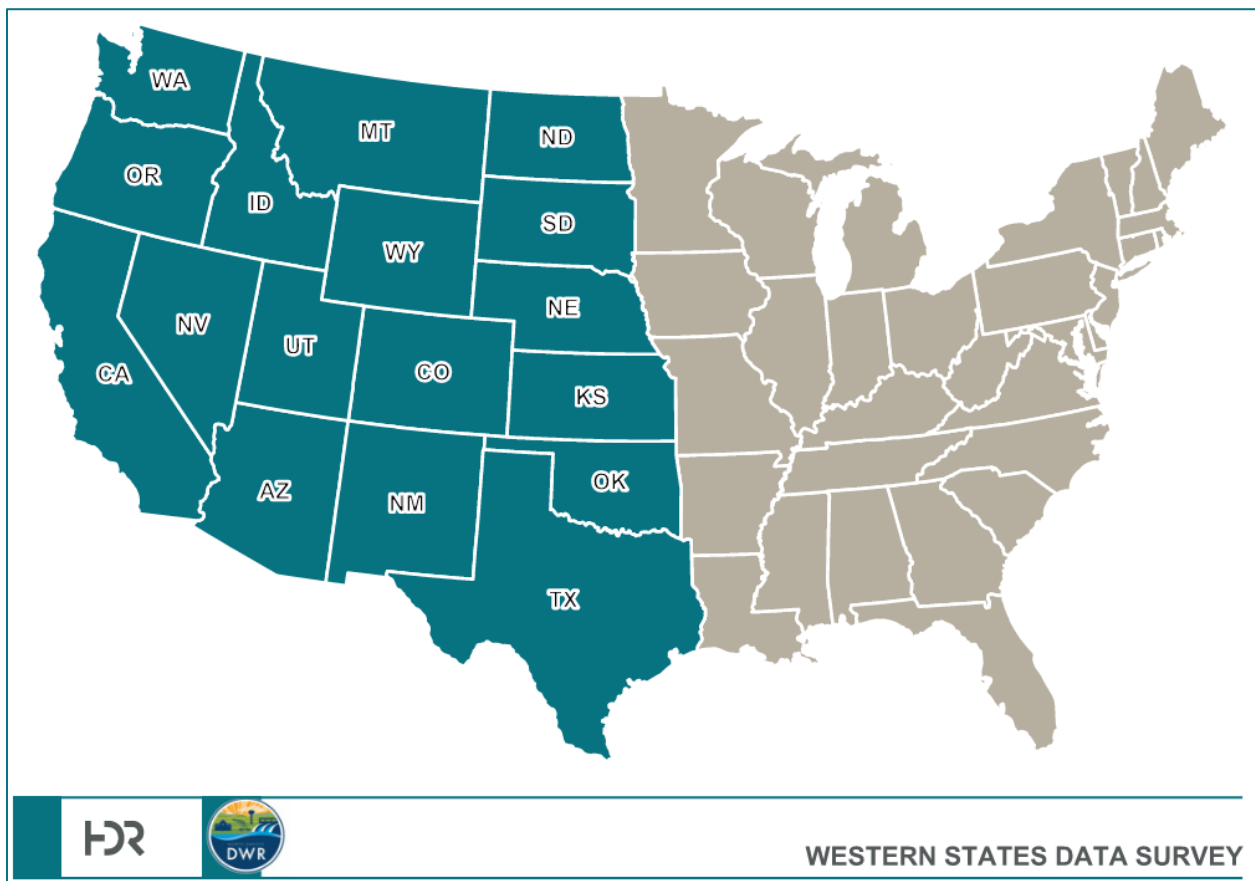 WA
MT
ND
OR
ID
SD
WY
NE
NV
UT
CO
CA
KS
OK
AZ
NM
TX
HDR
DWR
WESTERN STATES DATA SURVEY